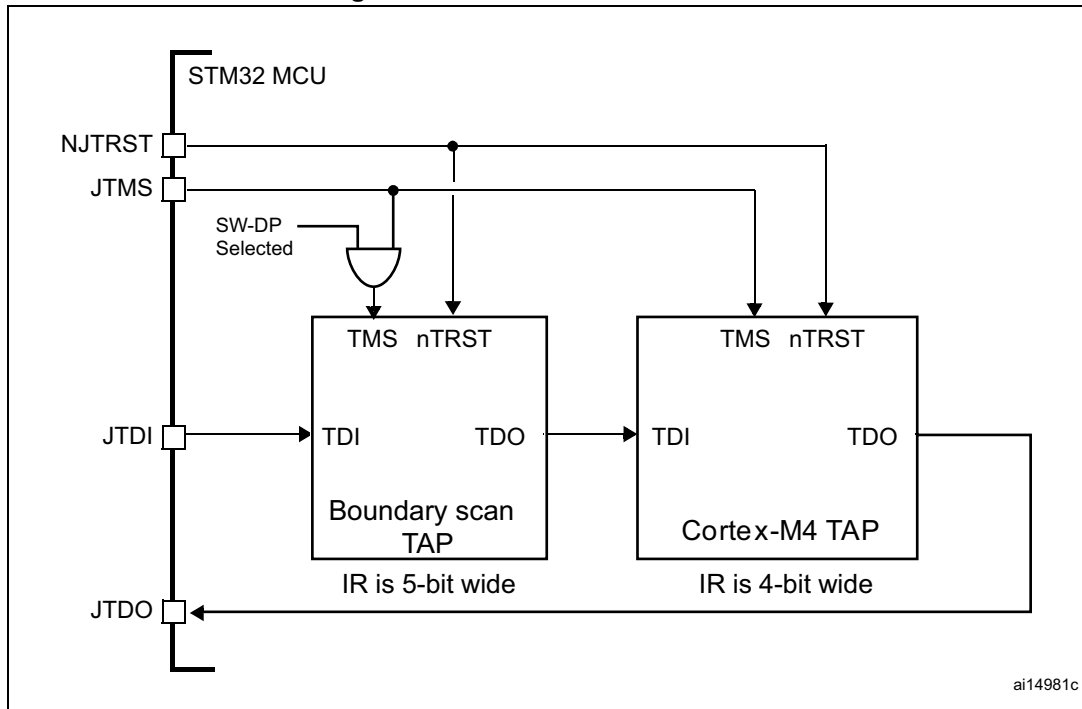 STM32 MCU
NJTRST
JTMS
SW-DP
Selected
TMS nTRST
TMS nTRST
JTDI
TDI
TDO
TDI
TDO
Boundary scan
TAP
Cortex-M4 TAP
IR is 5-bit wide
IR is 4-bit wide
JTDO
ai14981c